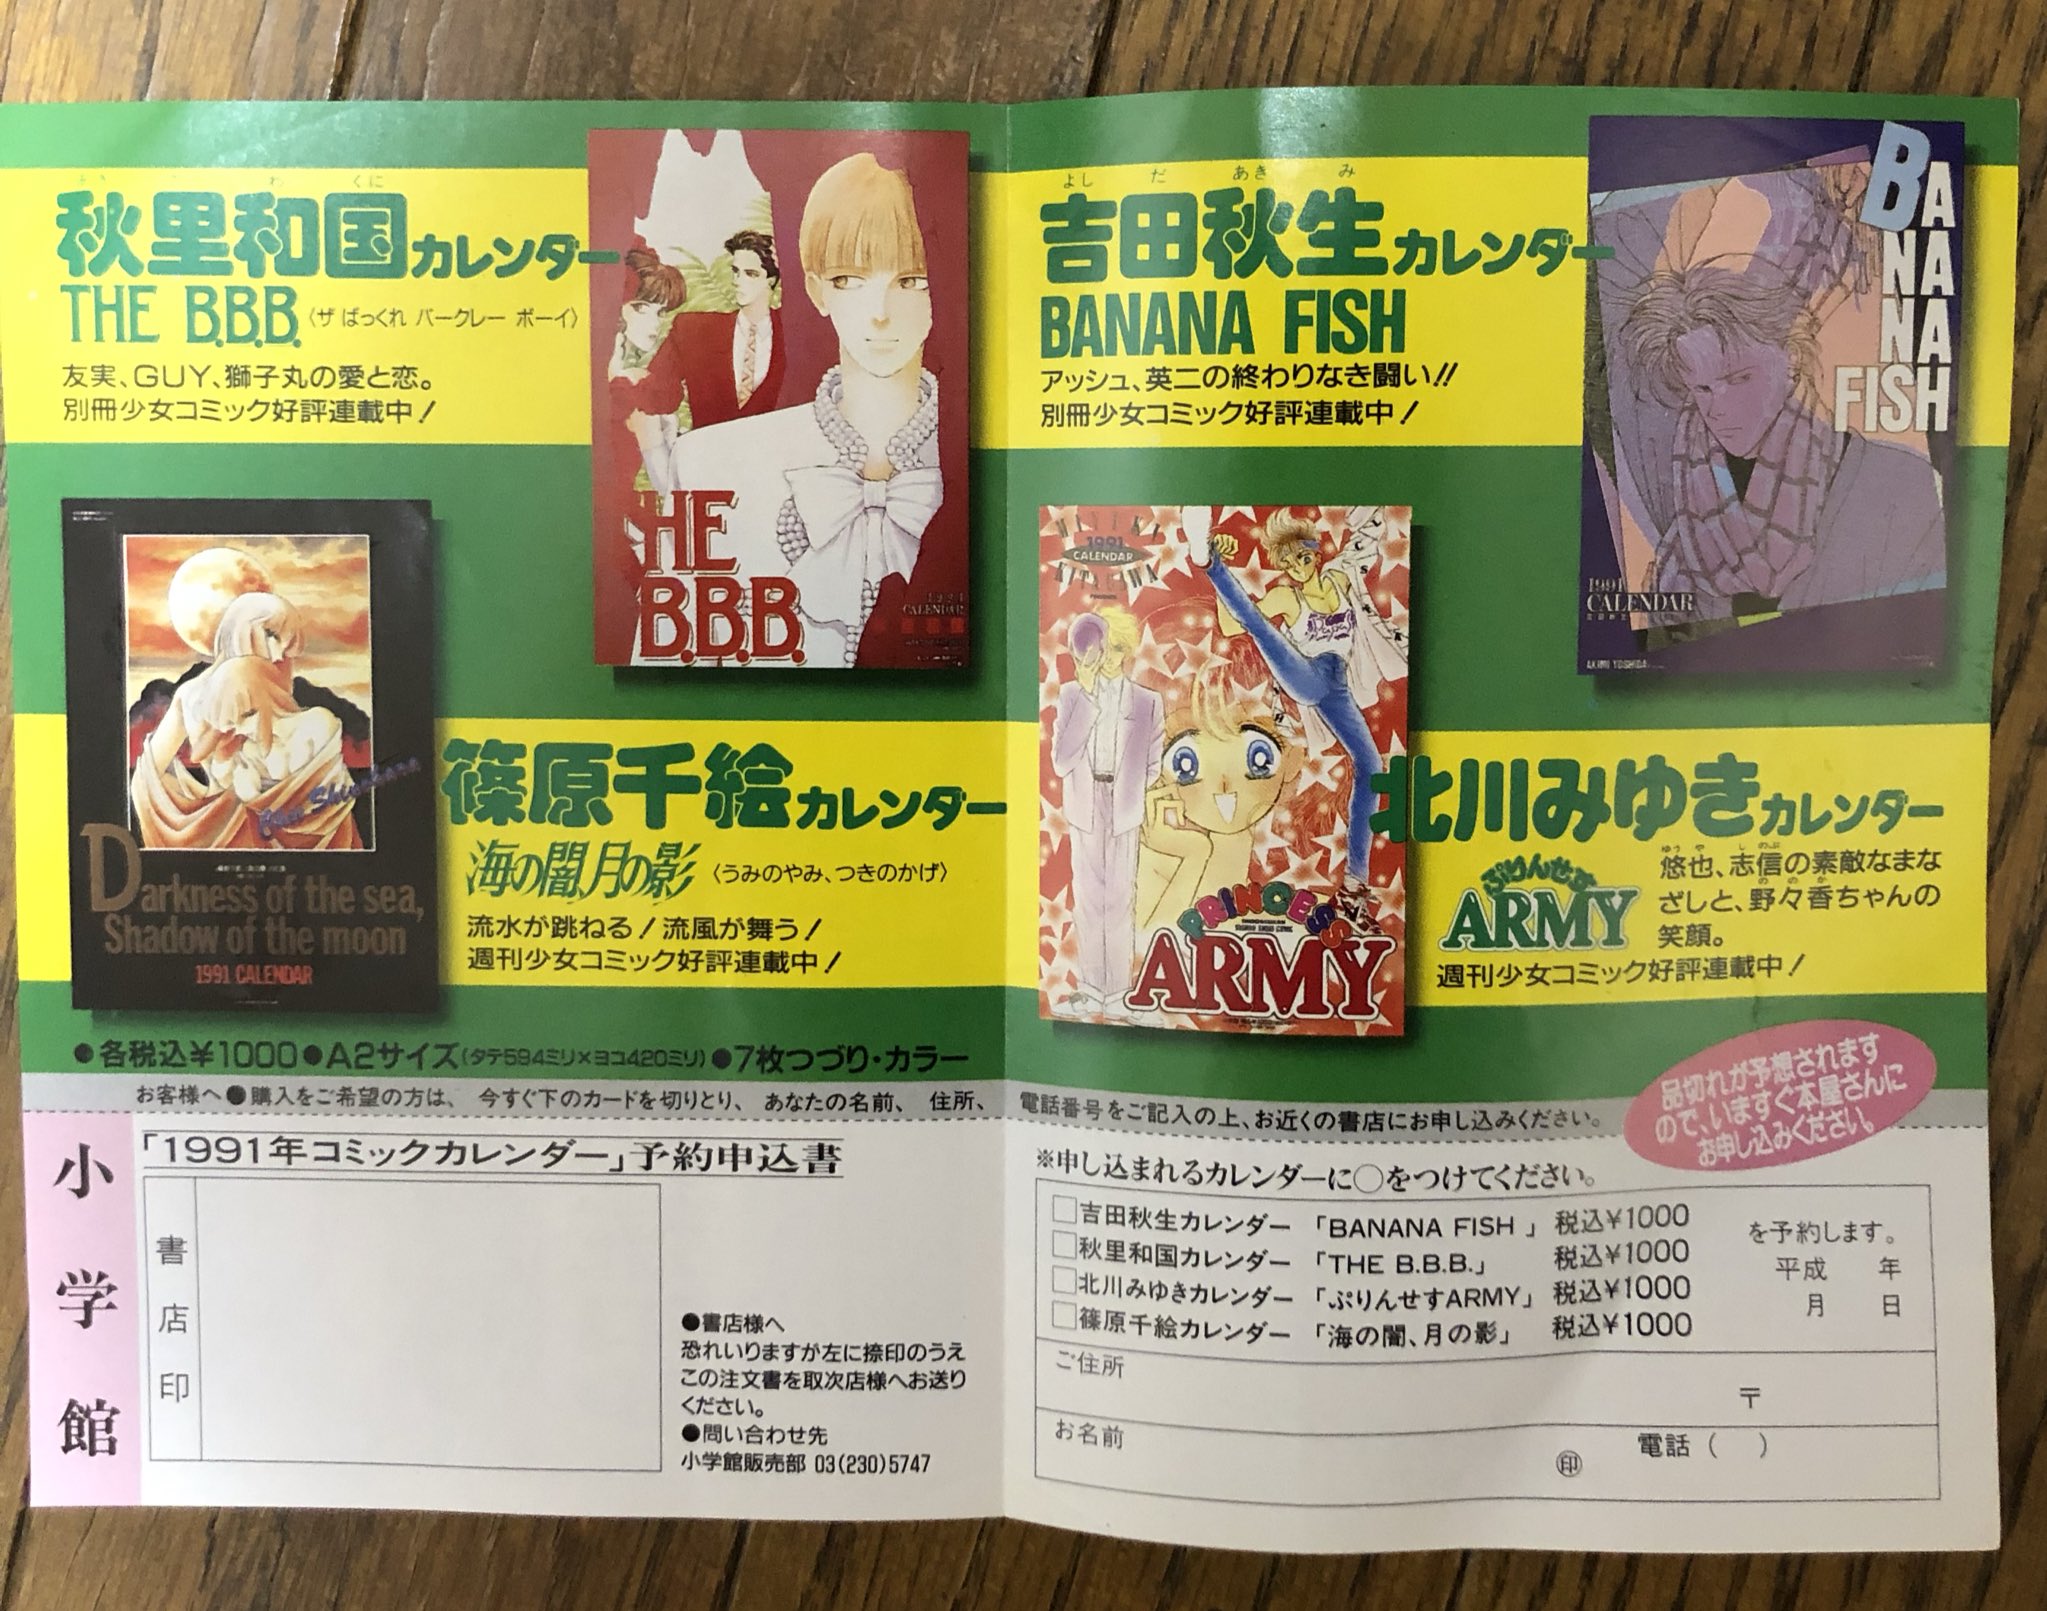 秋里和国カレンダー
わ くに
THE B.B.B. 〈ザ ばっくれ バークレー ボーイ〉
友実、GUY、獅子丸の愛と恋。
別冊少女コミック好評連載中！
THE
B.B.B.
1991
CALENDAR
よし だ あき み
吉田秋生カレンダー
BANANA FISH
アッシュ、英二の終わりなき闘い!!
別冊少女コミック好評連載中！
BANANA
FISH
1991
CALENDAR
AKIMI YOSHIDA
Chie Shinohara
Darkness of the sea,
Shadow of the moon
1991 CALENDAR
篠原千絵カレンダー
海の闇、月の影 〈うみのやみ、つきのかげ〉
流水が跳ねる！流風が舞う！
週刊少女コミック好評連載中！
MIYUKI
1991
CALENDAR
KITAGAWA
PRINCESS
ARMY
北川みゆきカレンダー
ぷりんせす
ARMY
ゆうや しのぶ
悠也、志信の素敵なまな
ののか
ざしと、野々香ちゃんの
笑顔。
週刊少女コミック好評連載中！
●各税込¥1000●A2サイズ(タテ594ミリ×ヨコ420ミリ)●7枚つづり・カラー
お客様へ●購入をご希望の方は、今すぐ下のカードを切りとり、あなたの名前、住所、電話番号をご記入の上、お近くの書店にお申し込みください。
品切れが予想されます
ので、いますぐ本屋さんに
お申し込みください。
小学館
「1991年コミックカレンダー」予約申込書
書店印
●書店様へ
恐れいりますが左に捺印のうえ
この注文書を取次店様へお送り
ください。
●問い合わせ先
小学館販売部 03(230)5747
※申し込まれるカレンダーに○をつけてください。
□吉田秋生カレンダー 「BANANA FISH」 税込¥1000
□秋里和国カレンダー 「THE B.B.B.」 税込¥1000
□北川みゆきカレンダー 「ぷりんせすARMY」 税込¥1000
□篠原千絵カレンダー 「海の闇、月の影」 税込¥1000
を予約します。
平成 年
月 日
ご住所
〒
お名前
㊞
電話( )